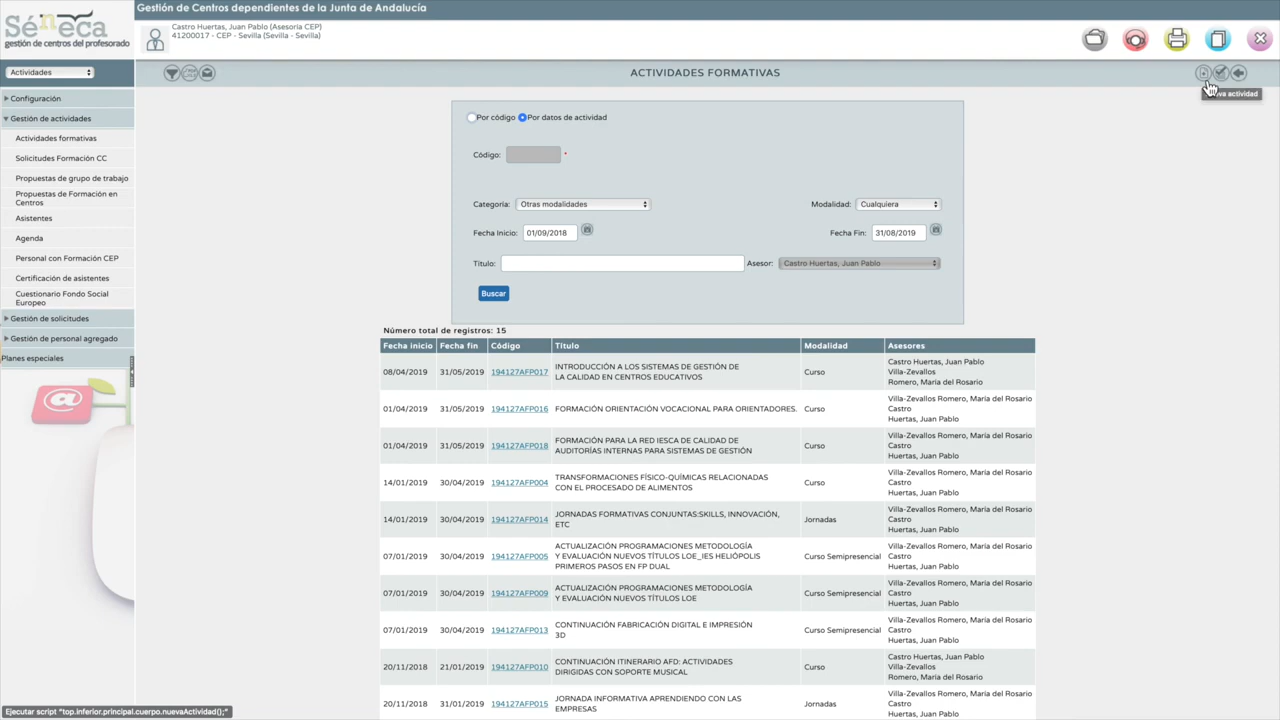 Gestión de Centros dependientes de la Junta de Andalucía
Séneca
gestión de centros del profesorado
Castro Huertas, Juan Pablo (Asesoría CEP)
41200017 - CEP - Sevilla (Sevilla - Sevilla)
Actividades
ACTIVIDADES FORMATIVAS
Configuración
Gestión de actividades
Actividades formativas
Solicitudes Formación CC
Propuestas de grupo de trabajo
Propuestas de Formación en
Centros
Asistentes
Agenda
Personal con Formación CEP
Certificación de asistentes
Cuestionario Fondo Social
Europeo
Gestión de solicitudes
Gestión de personal agregado
Planes especiales
@
actividad
Por código Por datos de actividad
Código: *
Categoría: Otras modalidades Modalidad: Cualquiera
Fecha Inicio: 01/09/2018 Fecha Fin: 31/08/2019
Título: Asesor: Castro Huertas, Juan Pablo
Buscar
Número total de registros: 15
Fecha inicio Fecha fin Código Título Modalidad Asesores
08/04/2019 31/05/2019 194127AFP017 INTRODUCCIÓN A LOS SISTEMAS DE GESTIÓN DE
LA CALIDAD EN CENTROS EDUCATIVOS Curso Castro Huertas, Juan Pablo
Villa-Zevallos
Romero, María del Rosario
01/04/2019 31/05/2019 194127AFP016 FORMACIÓN ORIENTACIÓN VOCACIONAL PARA ORIENTADORES. Curso Villa-Zevallos Romero, María del Rosario
Castro
Huertas, Juan Pablo
01/04/2019 31/05/2019 194127AFP018 FORMACIÓN PARA LA RED IESCA DE CALIDAD DE
AUDITORÍAS INTERNAS PARA SISTEMAS DE GESTIÓN Curso Villa-Zevallos Romero, María del Rosario
Castro
Huertas, Juan Pablo
14/01/2019 30/04/2019 194127AFP004 TRANSFORMACIONES FÍSICO-QUÍMICAS RELACIONADAS
CON EL PROCESADO DE ALIMENTOS Curso Villa-Zevallos Romero, María del Rosario
Castro
Huertas, Juan Pablo
14/01/2019 30/04/2019 194127AFP014 JORNADAS FORMATIVAS CONJUNTAS:SKILLS, INNOVACIÓN,
ETC Jornadas Villa-Zevallos Romero, María del Rosario
Castro
Huertas, Juan Pablo
07/01/2019 30/04/2019 194127AFP005 ACTUALIZACIÓN PROGRAMACIONES METODOLOGÍA
Y EVALUACIÓN NUEVOS TÍTULOS LOE_IES HELIÓPOLIS
PRIMEROS PASOS EN FP DUAL Curso Semipresencial Villa-Zevallos Romero, María del Rosario
Castro
Huertas, Juan Pablo
07/01/2019 30/04/2019 194127AFP009 ACTUALIZACIÓN PROGRAMACIONES METODOLOGÍA
Y EVALUACIÓN NUEVOS TÍTULOS LOE Curso Semipresencial Villa-Zevallos Romero, María del Rosario
Castro
Huertas, Juan Pablo
07/01/2019 30/04/2019 194127AFP013 CONTINUACIÓN FABRICACIÓN DIGITAL E IMPRESIÓN
3D Curso Semipresencial Villa-Zevallos Romero, María del Rosario
Castro
Huertas, Juan Pablo
20/11/2018 21/01/2019 194127AFP010 CONTINUACIÓN ITINERARIO AFD: ACTIVIDADES
DIRIGIDAS CON SOPORTE MUSICAL Curso Castro Huertas, Juan Pablo
Villa-Zevallos
Romero, María del Rosario
20/11/2018 31/01/2019 194127AFP015 JORNADA INFORMATIVA APRENDIENDO CON LAS
EMPRESAS Jornadas Villa-Zevallos Romero, María del Rosario
Castro
Huertas, Juan Pablo
Ejecutar script "top.inferior.principal.cuerpo.nuevaActividad();"